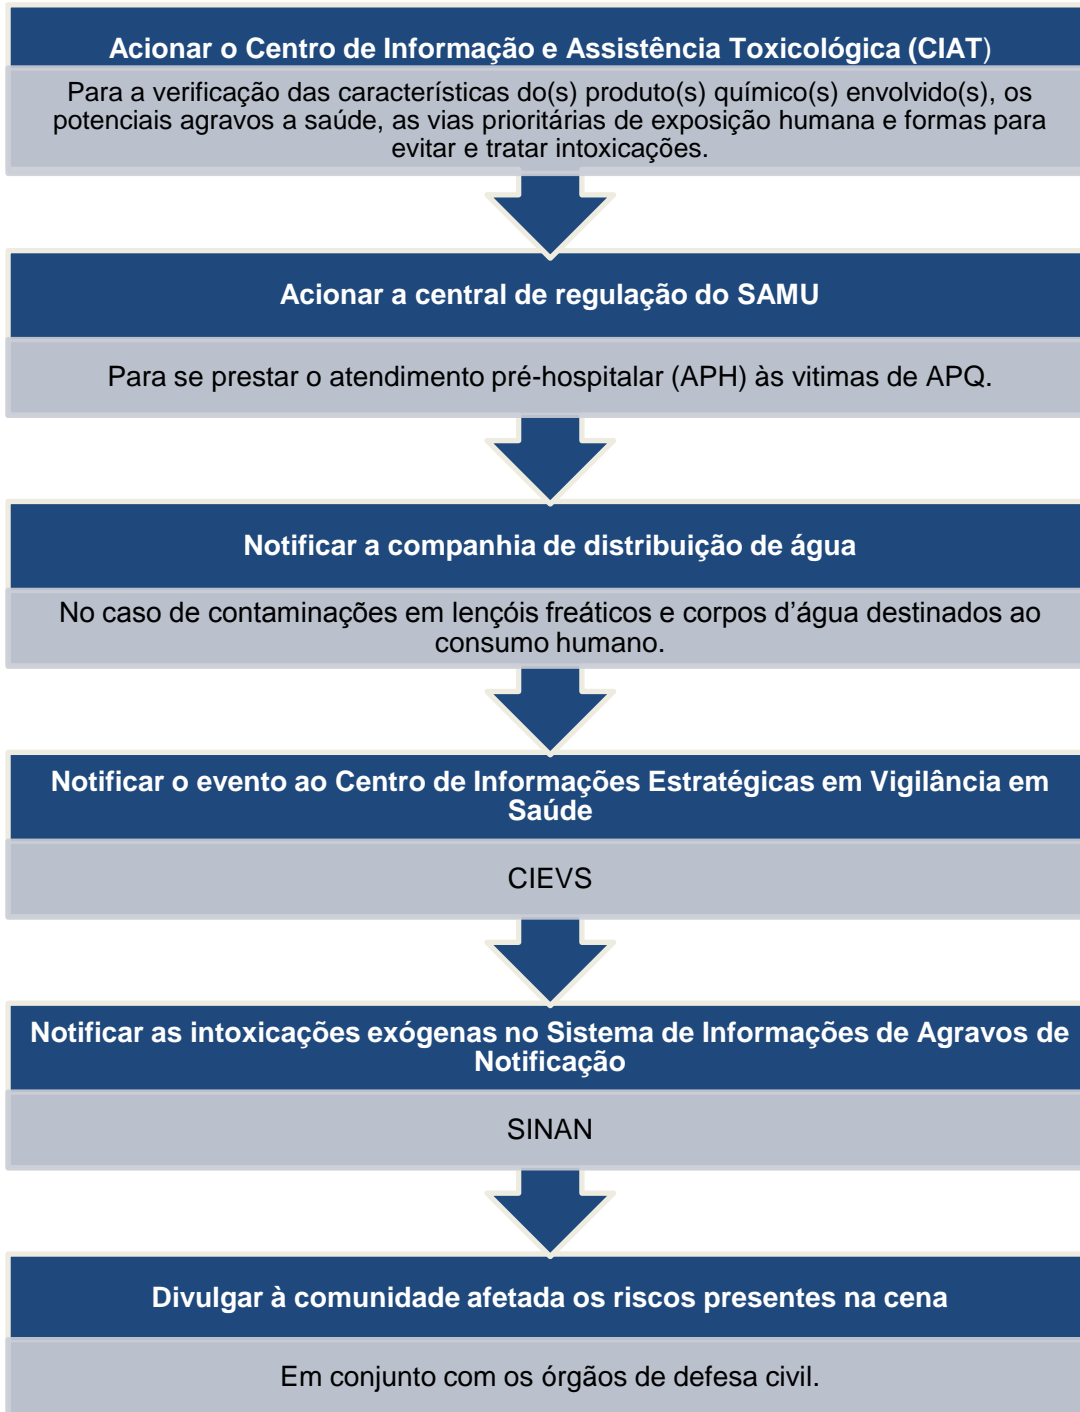 Acionar o Centro de Informação e Assistência Toxicológica (CIAT)
Para a verificação das características do(s) produto(s) químico(s) envolvido(s), os
potenciais agravos a saúde, as vias prioritárias de exposição humana e formas para
evitar e tratar intoxicações.
Acionar a central de regulação do SAMU
Para se prestar o atendimento pré-hospitalar (APH) às vitimas de APQ.
Notificar a companhia de distribuição de água
No caso de contaminações em lençóis freáticos e corpos d’água destinados ao
consumo humano.
Notificar o evento ao Centro de Informações Estratégicas em Vigilância em
Saúde
CIEVS
Notificar as intoxicações exógenas no Sistema de Informações de Agravos de
Notificação
SINAN
Divulgar à comunidade afetada os riscos presentes na cena
Em conjunto com os órgãos de defesa civil.